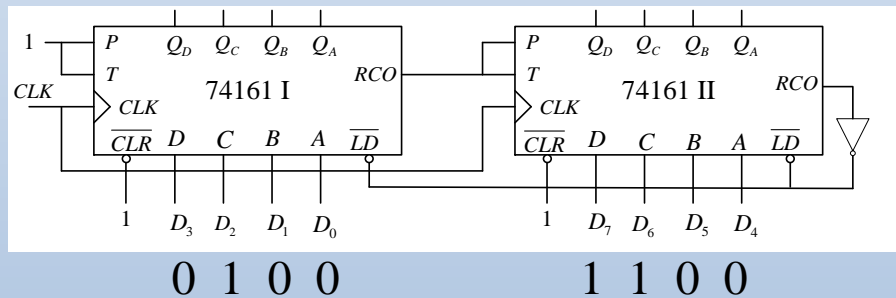 1 P Q_D Q_C Q_B Q_A P Q_D Q_C Q_B Q_A
T RCO T RCO
74161 I 74161 II
CLK CLK CLK
CLR D C B A LD CLR D C B A LD
1 D_3 D_2 D_1 D_0 1 D_7 D_6 D_5 D_4
0 1 0 0 1 1 0 0